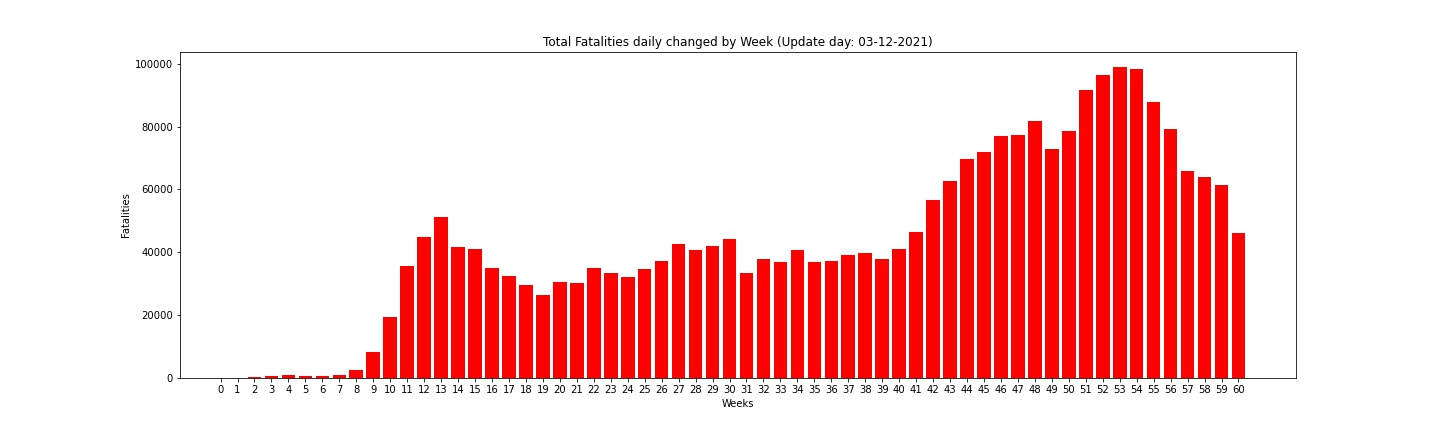 Total Fatalities daily changed by Week (Update day: 03-12-2021)
100000
80000
60000
40000
20000
0
Fatalities
0 1 2 3 4 5 6 7 8 9 10 11 12 13 14 15 16 17 18 19 20 21 22 23 24 25 26 27 28 29 30 31 32 33 34 35 36 37 38 39 40 41 42 43 44 45 46 47 48 49 50 51 52 53 54 55 56 57 58 59 60
Weeks